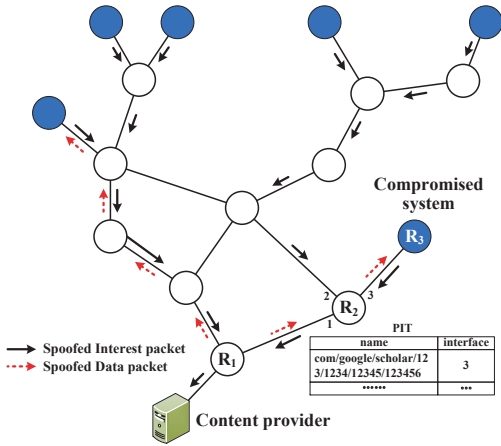 Compromised
system
R3
2
3
R2
1
PIT
name
interface
com/google/scholar/12
3/1234/12345/123456
3
······
···
Spoofed Interest packet
Spoofed Data packet
R1
Content provider